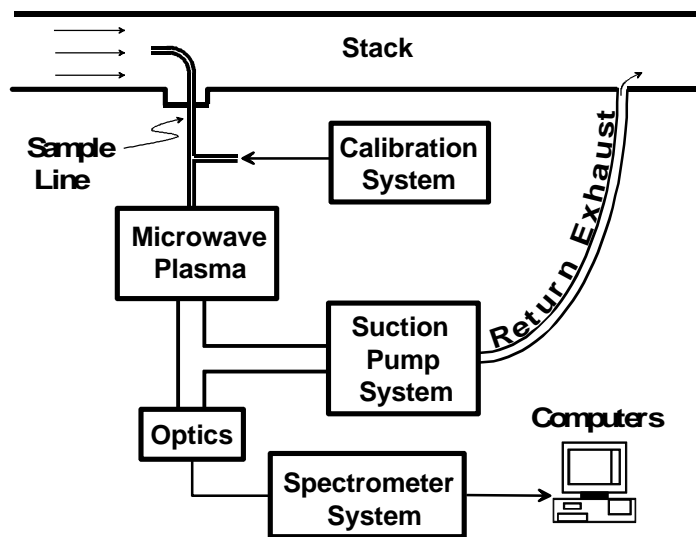 Stack
Sample
Line
Calibration
System
Microwave
Plasma
Suction
Pump
System
Return Exhaust
Optics
Computers
Spectrometer
System